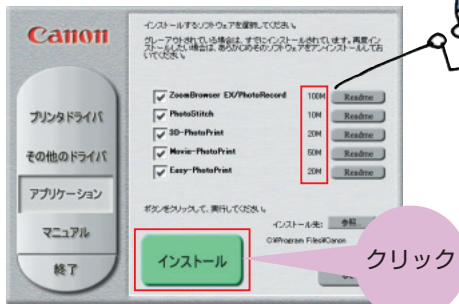 Canon
インストールするソフトウェアを選択してください。
グレーアウトされている場合は、すでにインストールされています。再度イン
ストールしたい場合は、あらかじめそのソフトウェアをアンインストールしてお
いてください。
ZoomBrowser EX/PhotoRecord 100M Readme
PhotoStitch 10M Readme
3D-PhotoPrint 20M Readme
Movie-PhotoPrint 50M Readme
Easy-PhotoPrint 20M Readme
プリンタドライバ
その他のドライバ
アプリケーション
マニュアル
終了
ボタンをクリックして、実行してください。
インストール先: 参照...
C:¥Program Files¥Canon
インストール
クリック